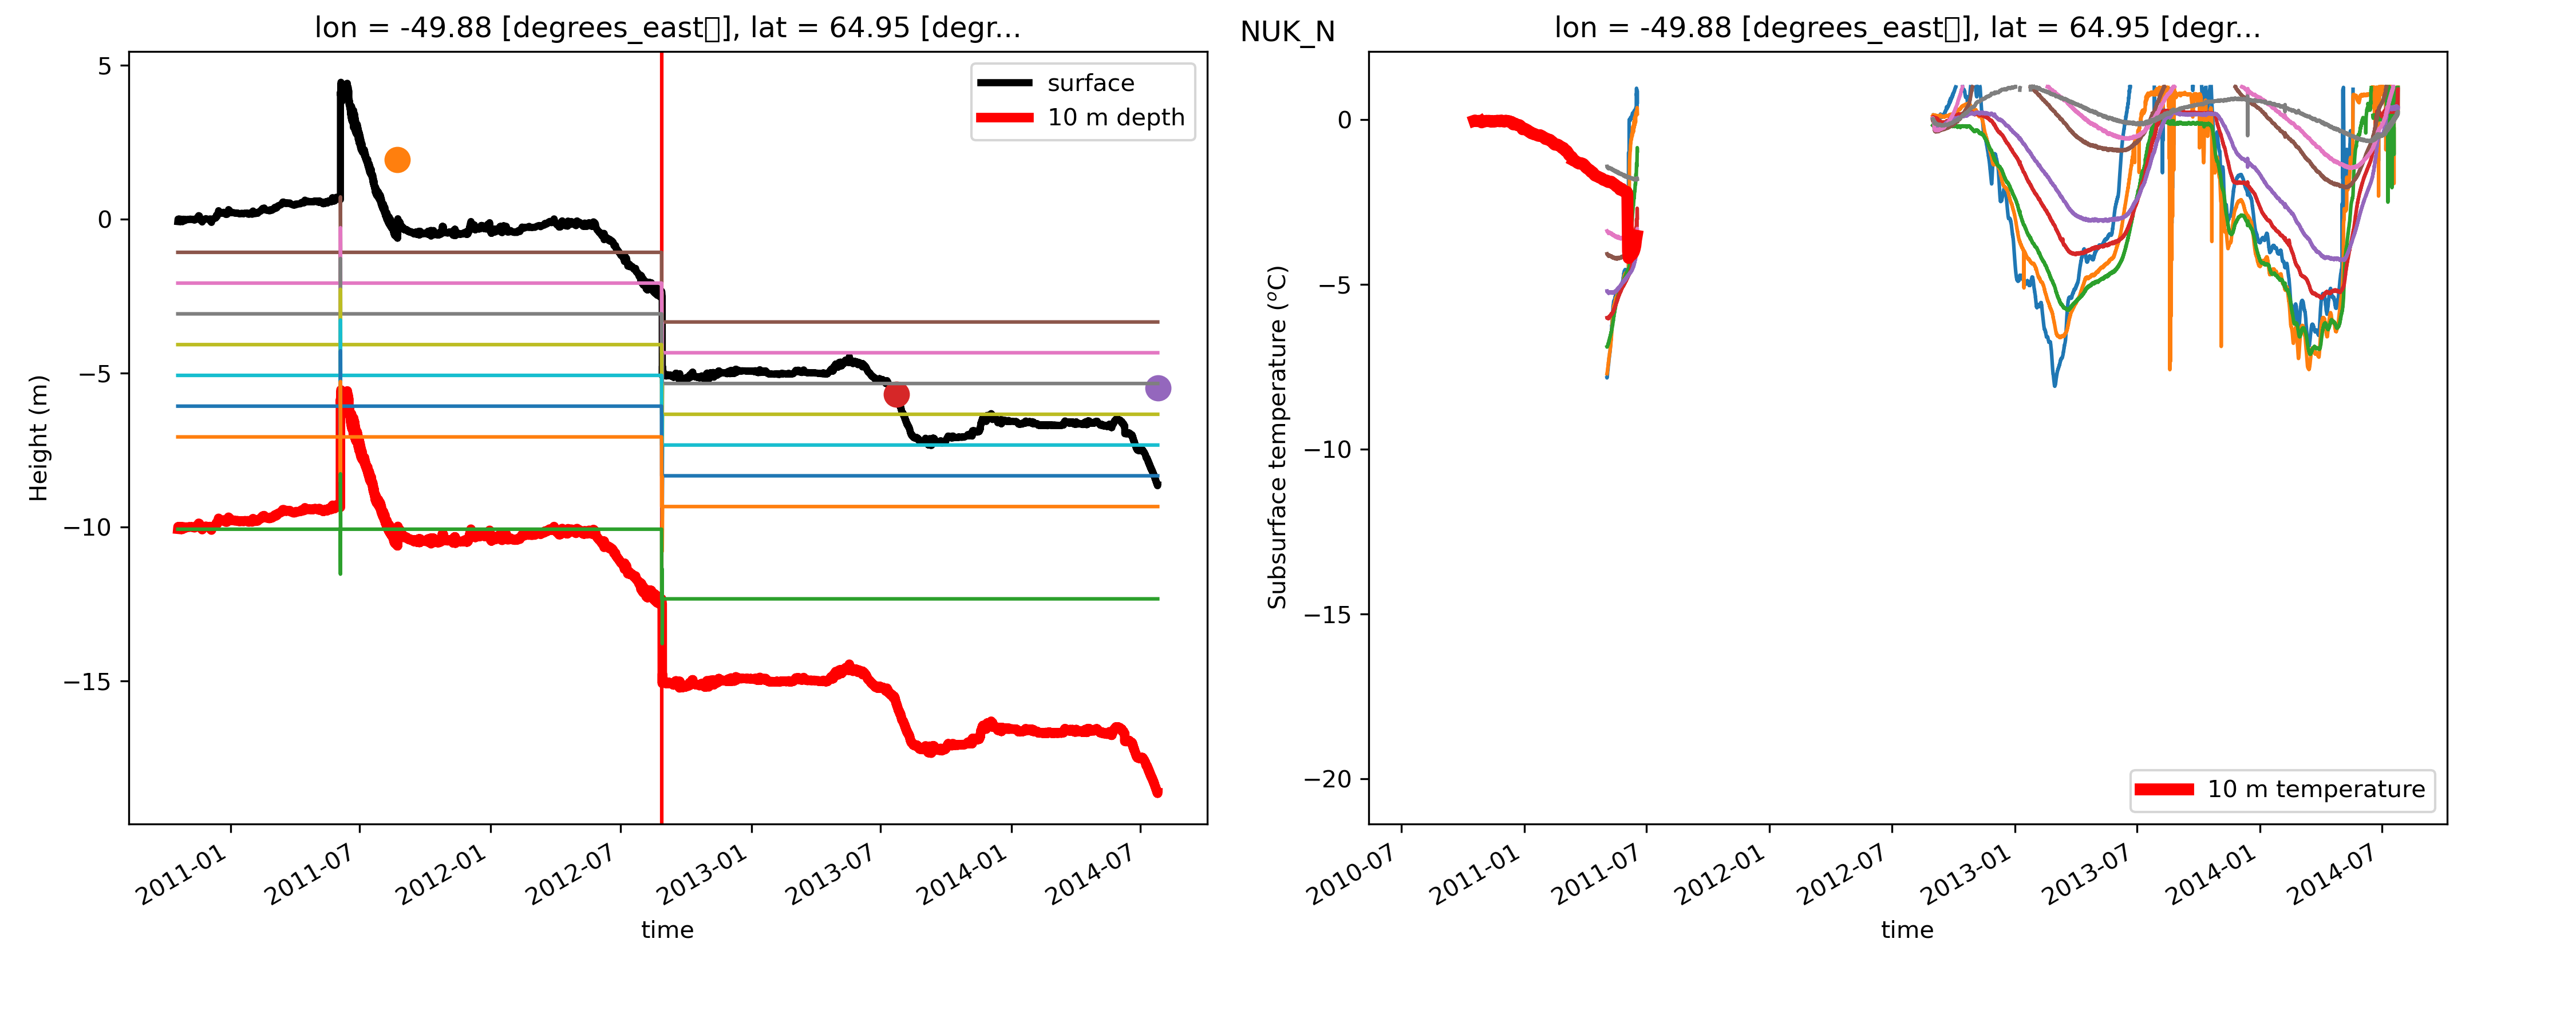 lon = -49.88 [degrees_east▯], lat = 64.95 [degr...
NUK_N
lon = -49.88 [degrees_east▯], lat = 64.95 [degr...
surface
10 m depth
Height (m)
5
0
−5
−10
−15
2011-01
2011-07
2012-01
2012-07
2013-01
2013-07
2014-01
2014-07
time
Subsurface temperature (°C)
0
−5
−10
−15
−20
10 m temperature
2010-07
2011-01
2011-07
2012-01
2012-07
2013-01
2013-07
2014-01
2014-07
time